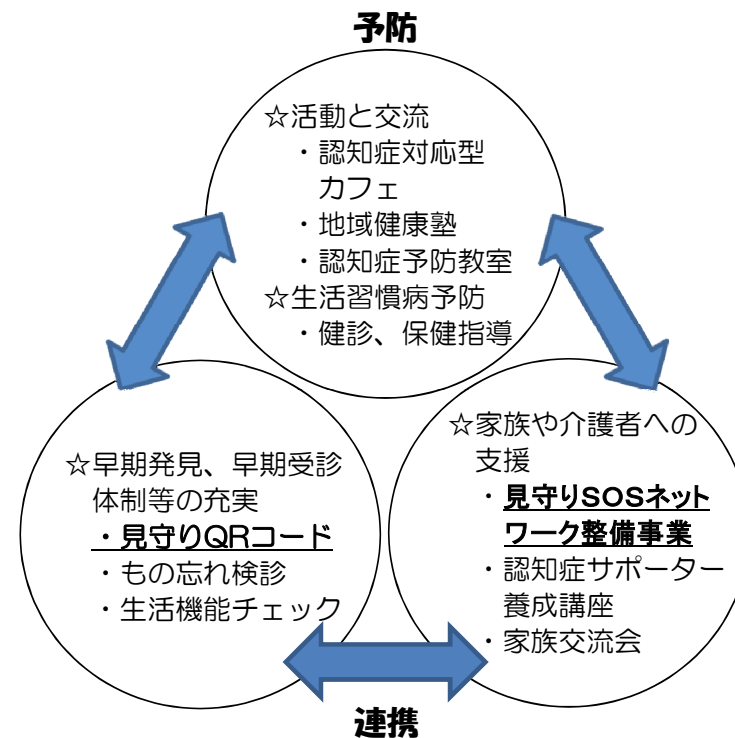 予防
☆活動と交流
・認知症対応型
カフェ
・地域健康塾
・認知症予防教室
☆生活習慣病予防
・健診、保健指導
☆早期発見、早期受診
体制等の充実
・見守りQRコード
・もの忘れ検診
・生活機能チェック
☆家族や介護者への
支援
・見守りSOSネット
ワーク整備事業
・認知症サポーター
養成講座
・家族交流会
連携